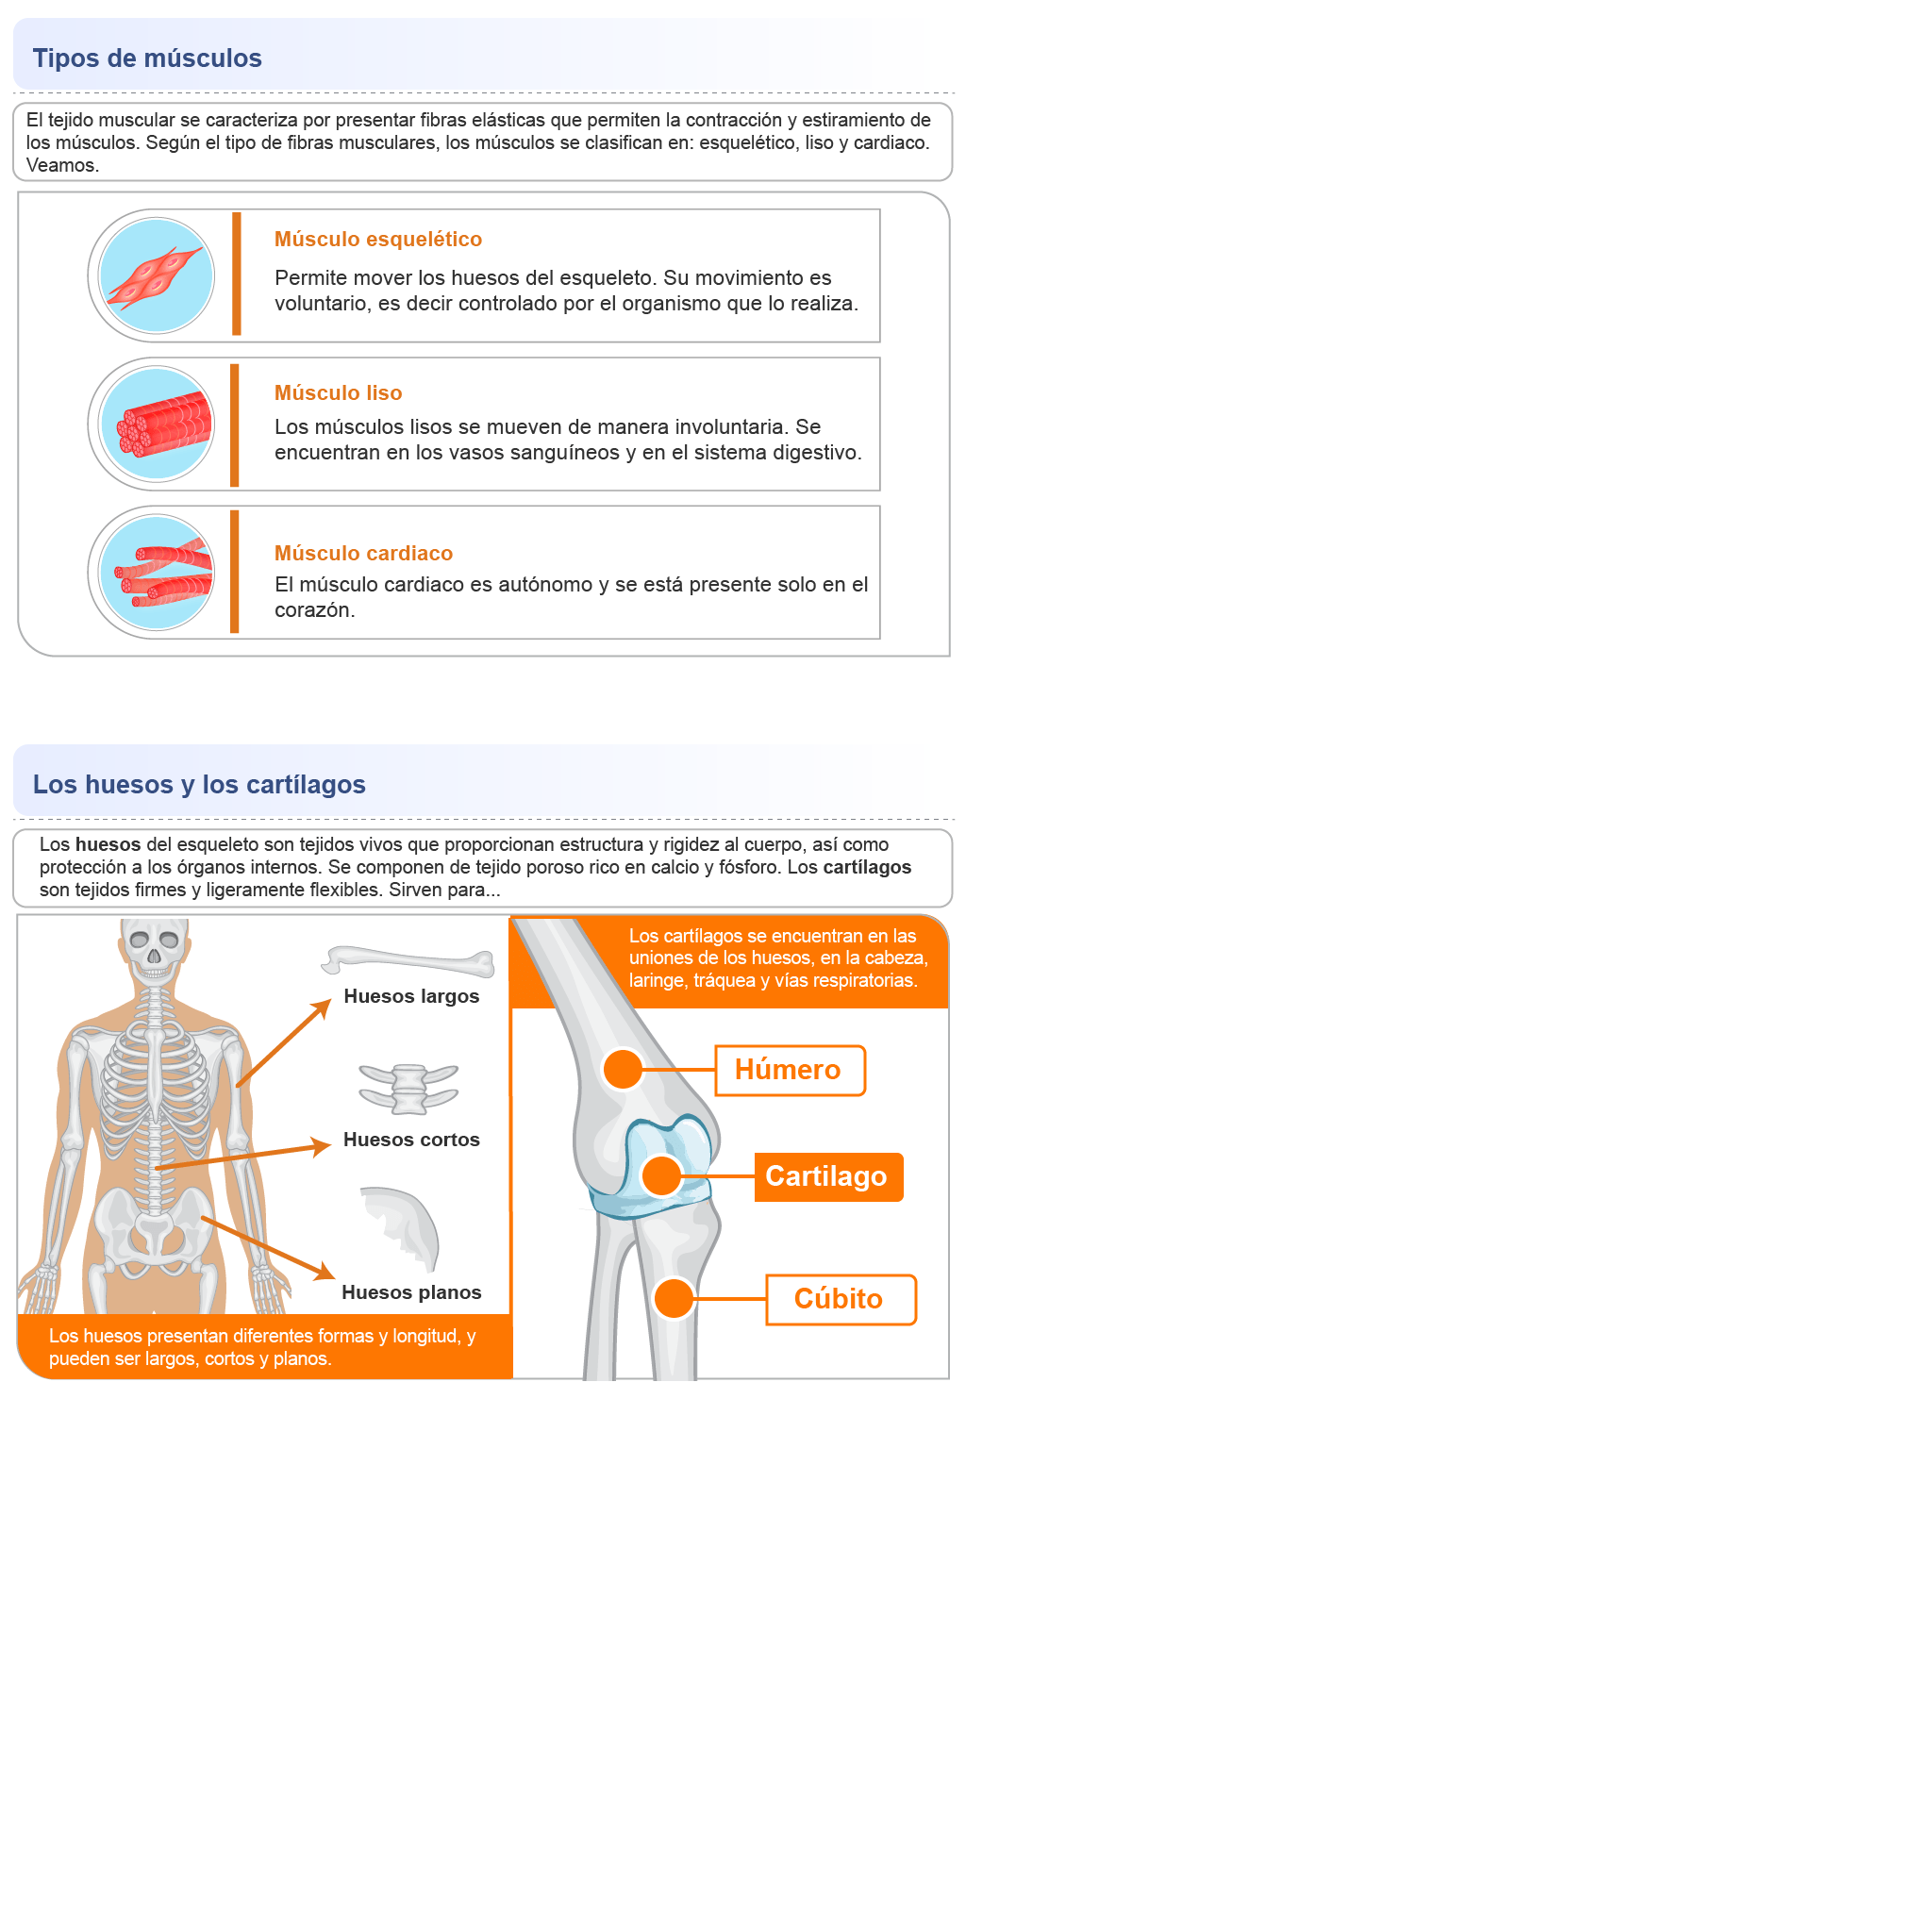 Tipos de músculos
El tejido muscular se caracteriza por presentar fibras elásticas que permiten la contracción y estiramiento de
los músculos. Según el tipo de fibras musculares, los músculos se clasifican en: esquelético, liso y cardiaco.
Veamos.
Músculo esquelético
Permite mover los huesos del esqueleto. Su movimiento es
voluntario, es decir controlado por el organismo que lo realiza.
Músculo liso
Los músculos lisos se mueven de manera involuntaria. Se
encuentran en los vasos sanguíneos y en el sistema digestivo.
Músculo cardiaco
El músculo cardiaco es autónomo y se está presente solo en el
corazón.
Los huesos y los cartílagos
Los huesos del esqueleto son tejidos vivos que proporcionan estructura y rigidez al cuerpo, así como
protección a los órganos internos. Se componen de tejido poroso rico en calcio y fósforo. Los cartílagos
son tejidos firmes y ligeramente flexibles. Sirven para...
Huesos largos
Huesos cortos
Huesos planos
Los huesos presentan diferentes formas y longitud, y
pueden ser largos, cortos y planos.
Los cartílagos se encuentran en las
uniones de los huesos, en la cabeza,
laringe, tráquea y vías respiratorias.
Húmero
Cartilago
Cúbito